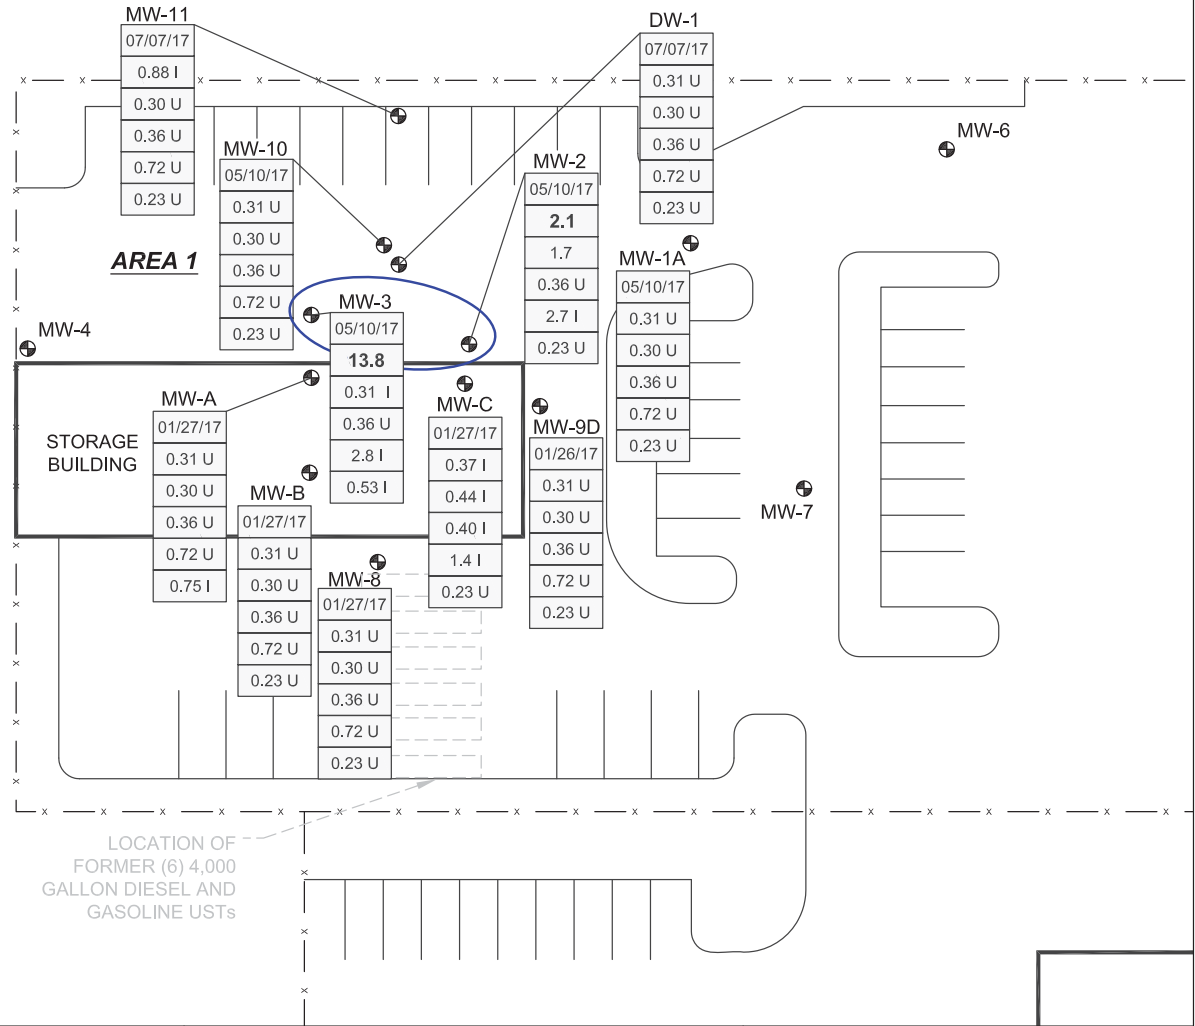 MW-11
07/07/17
0.88 I
0.30 U
0.36 U
0.72 U
0.23 U
DW-1
07/07/17
0.31 U
0.30 U
0.36 U
0.72 U
0.23 U
MW-6
MW-10
05/10/17
0.31 U
0.30 U
0.36 U
0.72 U
0.23 U
MW-2
05/10/17
2.1
1.7
0.36 U
2.7 I
0.23 U
AREA 1
MW-1A
05/10/17
0.31 U
0.30 U
0.36 U
0.72 U
0.23 U
MW-3
05/10/17
13.8
0.31 I
0.36 U
2.8 I
0.53 I
MW-4
STORAGE
BUILDING
MW-A
01/27/17
0.31 U
0.30 U
0.36 U
0.72 U
0.75 I
MW-C
01/27/17
0.37 I
0.44 I
0.40 I
1.4 I
0.23 U
MW-9D
01/26/17
0.31 U
0.30 U
0.36 U
0.72 U
0.23 U
MW-7
MW-B
01/27/17
0.31 U
0.30 U
0.36 U
0.72 U
0.23 U
MW-8
01/27/17
0.31 U
0.30 U
0.36 U
0.72 U
0.23 U
LOCATION OF
FORMER (6) 4,000
GALLON DIESEL AND
GASOLINE USTs